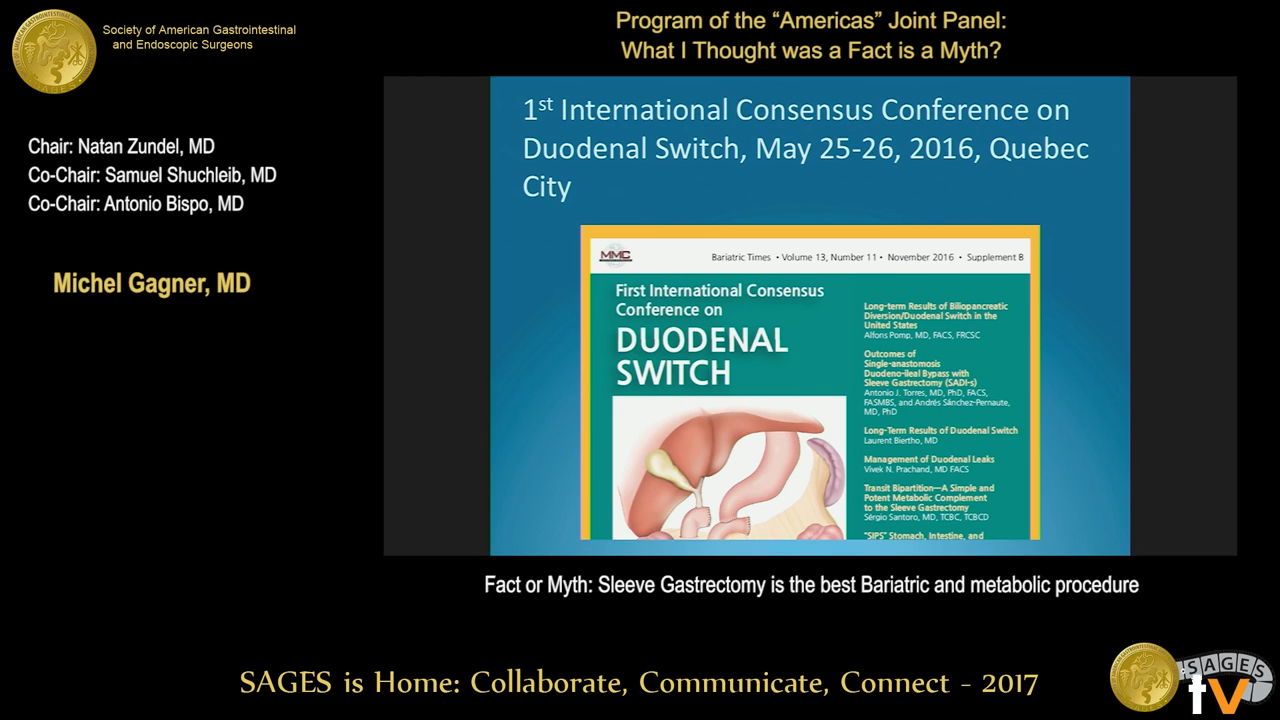 Society of American Gastrointestinal
and Endoscopic Surgeons
Program of the “Americas” Joint Panel:
What I Thought was a Fact is a Myth?
Chair: Natan Zundel, MD
Co-Chair: Samuel Shuchleib, MD
Co-Chair: Antonio Bispo, MD
Michel Gagner, MD
1st International Consensus Conference on
Duodenal Switch, May 25-26, 2016, Quebec
City
MMC
Bariatric Times • Volume 13, Number 11 • November 2016 • Supplement B
First International Consensus
Conference on
DUODENAL
SWITCH
Long-term Results of Biliopancreatic
Diversion/Duodenal Switch in the
United States
Alfons Pomp, MD, FACS, FRCSC
Outcomes of
Single-anastomosis
Duodeno-ileal Bypass with
Sleeve Gastrectomy (SADI-s)
Antonio J. Torres, MD, PhD, FACS,
FASMBS, and Andrés Sánchez-Pernaute,
MD, PhD
Long-Term Results of Duodenal Switch
Laurent Biertho, MD
Management of Duodenal Leaks
Vivek N. Prachand, MD FACS
Transit Bipartition—A Simple and
Potent Metabolic Complement
to the Sleeve Gastrectomy
Sérgio Santoro, MD, TCBC, TCBCD
“SIPS” Stomach, Intestine, and
Fact or Myth: Sleeve Gastrectomy is the best Bariatric and metabolic procedure
SAGES is Home: Collaborate, Communicate, Connect - 2017
SAGES
tv